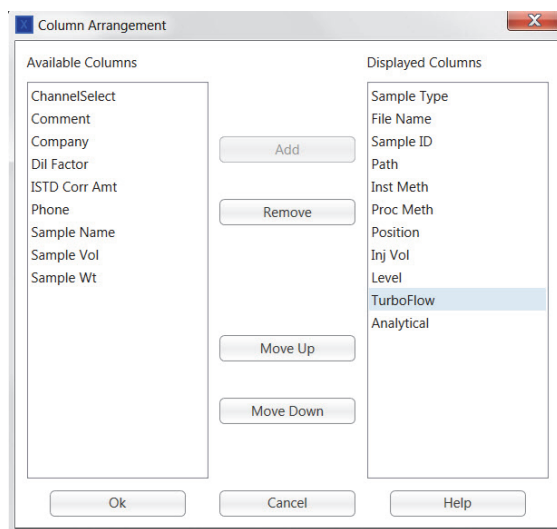 Column Arrangement
X
Available Columns
Displayed Columns
ChannelSelect
Comment
Company
Dil Factor
ISTD Corr Amt
Phone
Sample Name
Sample Vol
Sample Wt
Add
Remove
Move Up
Move Down
Sample Type
File Name
Sample ID
Path
Inst Meth
Proc Meth
Position
Inj Vol
Level
TurboFlow
Analytical
Ok
Cancel
Help